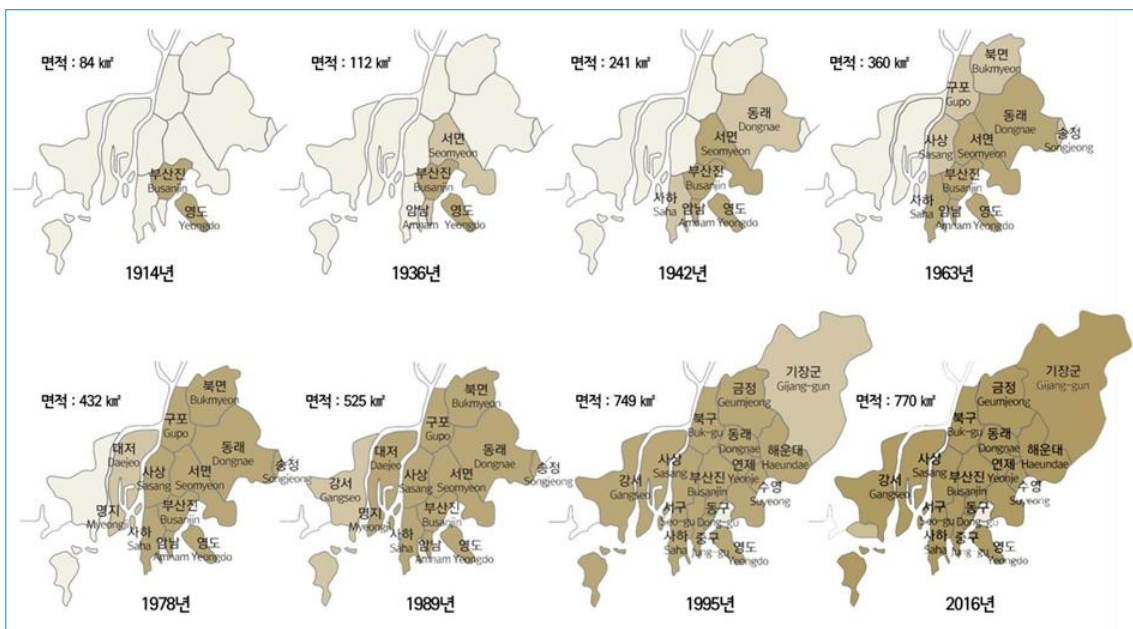 면적 : 84 ㎢
부산진
Busanjin
영도
Yeongdo
1914년
면적 : 112 ㎢
서면
Seomyeon
부산진
Busanjin
암남
Amnam
영도
Yeongdo
1936년
면적 : 241 ㎢
동래
Dongnae
서면
Seomyeon
부산진
Busanjin
사하
Saha
암남
Amnam
영도
Yeongdo
1942년
면적 : 360 ㎢
북면
Bukmyeon
구포
Gupo
동래
Dongnae
송정
Songjeong
사상
Sasang
서면
Seomyeon
부산진
Busanjin
사하
Saha
암남
Amnam
영도
Yeongdo
1963년
면적 : 432 ㎢
북면
Bukmyeon
구포
Gupo
대저
Daejeo
동래
Dongnae
송정
Songjeong
사상
Sasang
서면
Seomyeon
명지
Myeongji
부산진
Busanjin
사하
Saha
암남
Amnam
영도
Yeongdo
1978년
면적 : 525 ㎢
북면
Bukmyeon
구포
Gupo
대저
Daejeo
동래
Dongnae
송정
Songjeong
강서
Gangseo
사상
Sasang
서면
Seomyeon
명지
Myeongji
부산진
Busanjin
사하
Saha
암남
Amnam
영도
Yeongdo
1989년
면적 : 749 ㎢
기장군
Gijang-gun
금정
Geumjeong
북구
Buk-gu
동래
Dongnae
해운대
Haeundae
사상
Sasang
연제
Yeonje
강서
Gangseo
부산진
Busanjin
수영
Suyeong
서구
Seo-gu
동구
Dong-gu
사하
Saha
중구
Jung-gu
영도
Yeongdo
1995년
면적 : 770 ㎢
기장군
Gijang-gun
금정
Geumjeong
북구
Buk-gu
동래
Dongnae
해운대
Haeundae
사상
Sasang
연제
Yeonje
강서
Gangseo
부산진
Busanjin
수영
Suyeong
서구
Seo-gu
동구
Dong-gu
사하
Saha
중구
Jung-gu
영도
Yeongdo
2016년